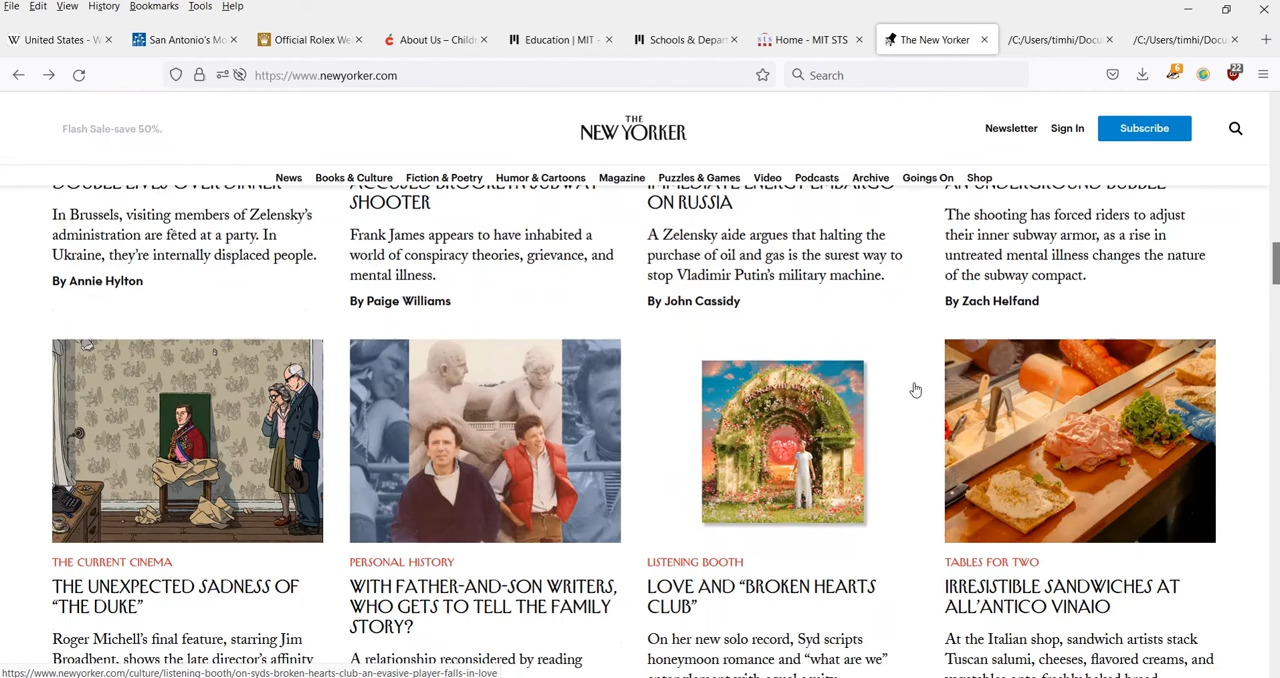 File Edit View History Bookmarks Tools Help
United States - W
San Antonio's Mo
Official Rolex We
About Us – Child
Education | MIT -
Schools & Depar
Home - MIT STS
The New Yorker
/C:/Users/timhi/Docu
/C:/Users/timhi/Docu
https://www.newyorker.com
Search
6
22
Flash Sale-save 50%.
THE
NEW YORKER
Newsletter Sign In Subscribe
News Books & Culture Fiction & Poetry Humor & Cartoons Magazine Puzzles & Games Video Podcasts Archive Goings On Shop
DOUBLE LIVES OVER DINNER
In Brussels, visiting members of Zelensky's
administration are fêted at a party. In
Ukraine, they're internally displaced people.
By Annie Hylton
ACCUSED BROOKLYN SUBWAY
SHOOTER
Frank James appears to have inhabited a
world of conspiracy theories, grievance, and
mental illness.
By Paige Williams
IMMEDIATE ENERGY EMBARGO
ON RUSSIA
A Zelensky aide argues that halting the
purchase of oil and gas is the surest way to
stop Vladimir Putin's military machine.
By John Cassidy
AN UNDERGROUND BUBBLE
The shooting has forced riders to adjust
their inner subway armor, as a rise in
untreated mental illness changes the nature
of the subway compact.
By Zach Helfand
THE CURRENT CINEMA
THE UNEXPECTED SADNESS OF
“THE DUKE”
Roger Michell's final feature, starring Jim
Broadbent, shows the late director's affinity
PERSONAL HISTORY
WITH FATHER-AND-SON WRITERS,
WHO GETS TO TELL THE FAMILY
STORY?
A relationship reconsidered by reading
LISTENING BOOTH
LOVE AND “BROKEN HEARTS
CLUB”
On her new solo record, Syd scripts
honeymoon romance and “what are we”
entanglement with equal acuity.
TABLES FOR TWO
IRRESISTIBLE SANDWICHES AT
ALL'ANTICO VINAIO
At the Italian shop, sandwich artists stack
Tuscan salumi, cheeses, flavored creams, and
vegetables onto freshly baked bread.
https://www.newyorker.com/culture/listening-booth/on-syds-broken-hearts-club-an-evasive-player-falls-in-love